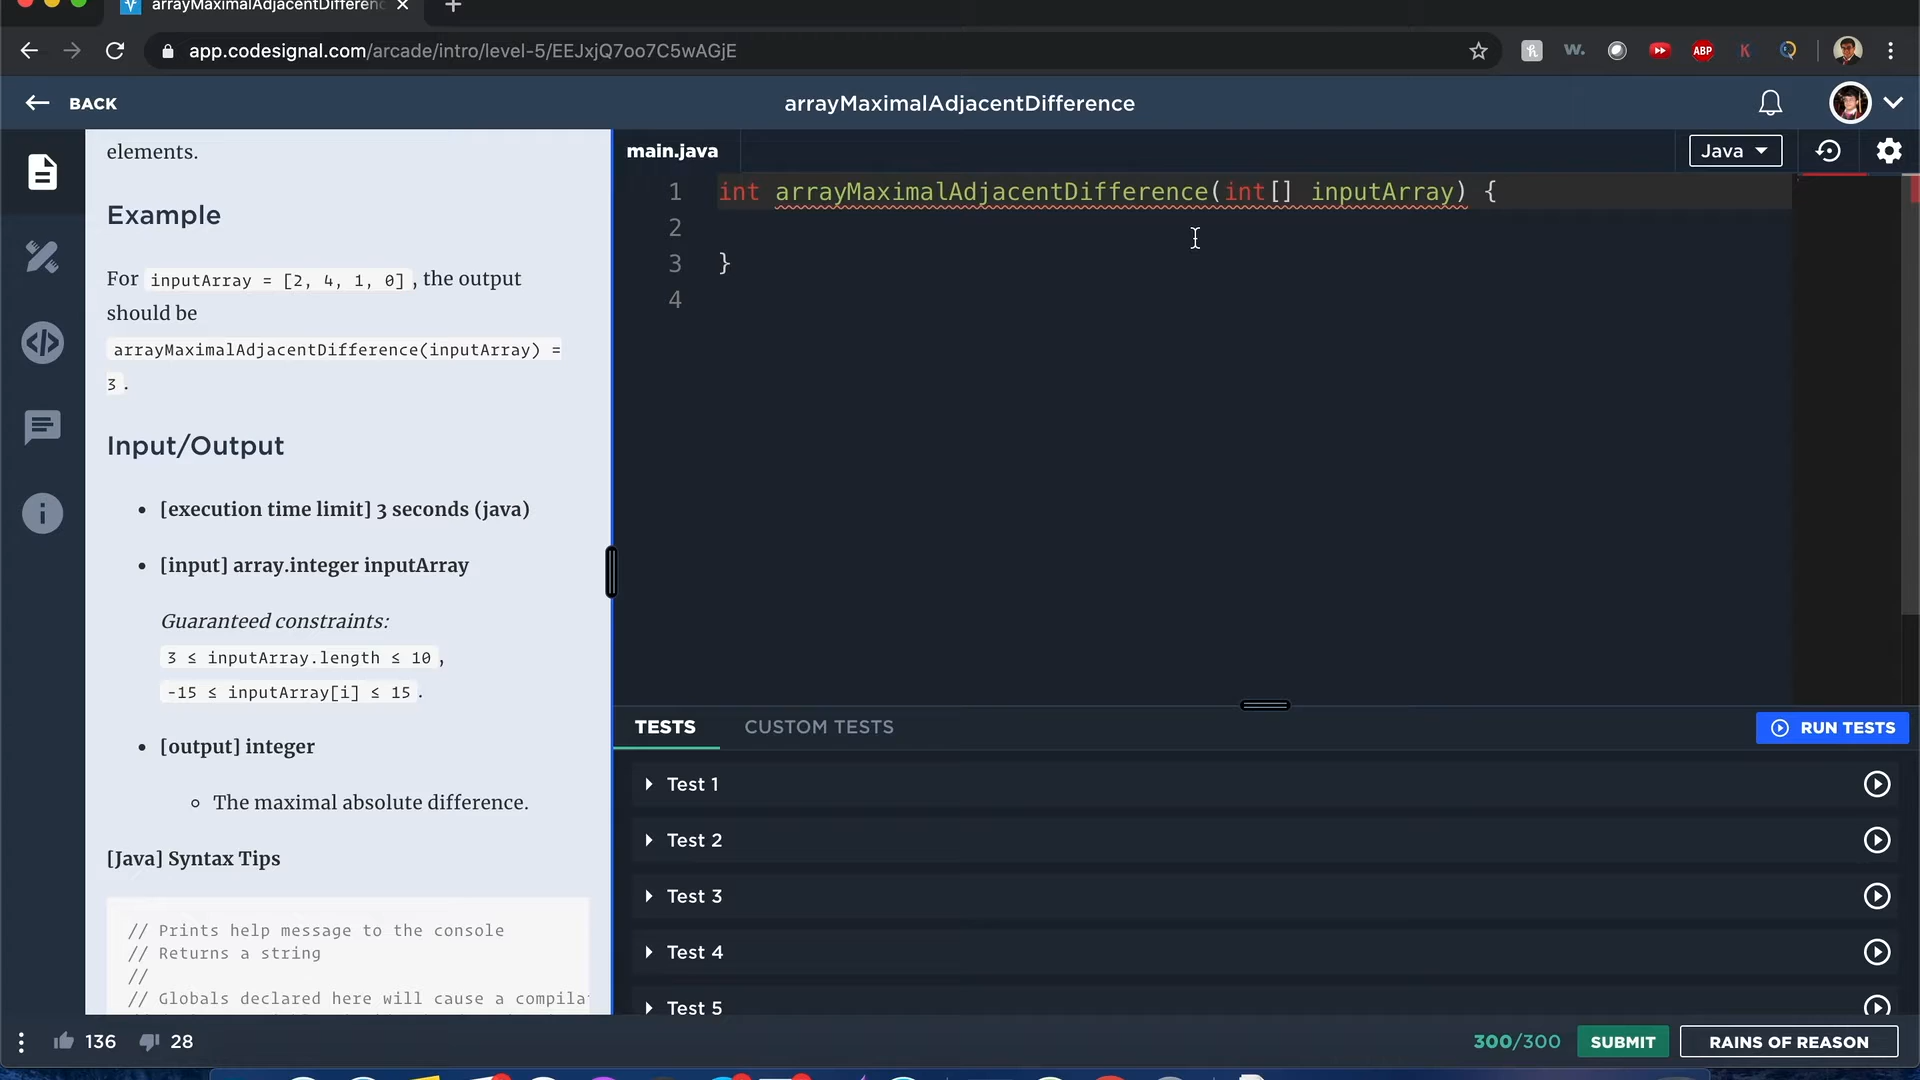 arrayMaximalAdjacentDifferenc
app.codesignal.com/arcade/intro/level-5/EEJxjQ7oo7C5wAGjE
w.
ABP
K
BACK
arrayMaximalAdjacentDifference
elements.
Example
For inputArray = [2, 4, 1, 0], the output
should be
arrayMaximalAdjacentDifference(inputArray) =
3.
Input/Output
• [execution time limit] 3 seconds (java)
• [input] array.integer inputArray
Guaranteed constraints:
3 ≤ inputArray.length ≤ 10,
-15 ≤ inputArray[i] ≤ 15.
• [output] integer
The maximal absolute difference.
[Java] Syntax Tips
// Prints help message to the console
// Returns a string
//
// Globals declared here will cause a compila
136
28
main.java
Java
1 int arrayMaximalAdjacentDifference(int[] inputArray) {
2
3 }
4
TESTS
CUSTOM TESTS
RUN TESTS
Test 1
Test 2
Test 3
Test 4
Test 5
300/300
SUBMIT
RAINS OF REASON